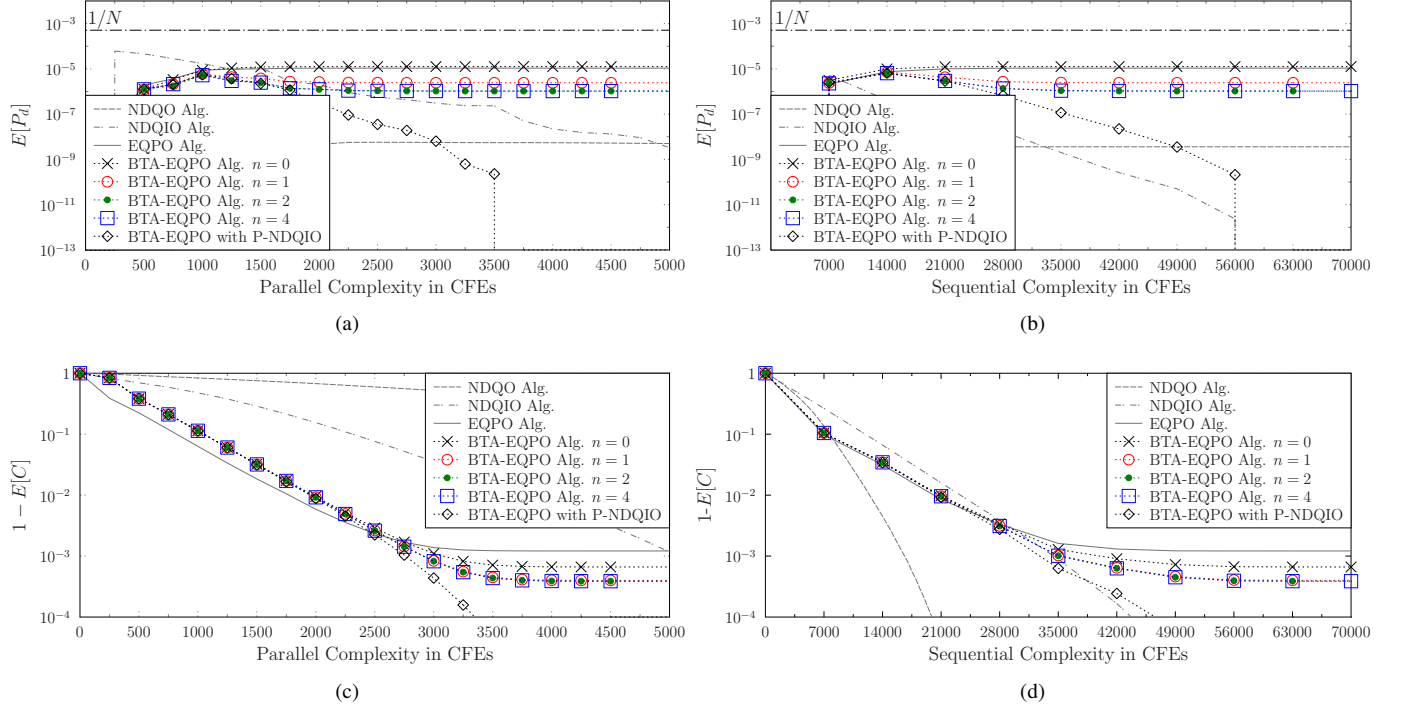 1/N
10⁻³
10⁻⁵
10⁻⁷
10⁻⁹
10⁻¹¹
10⁻¹³
E[P_d]
NDQO Alg.
NDQIO Alg.
EQPO Alg.
BTA-EQPO Alg. n = 0
BTA-EQPO Alg. n = 1
BTA-EQPO Alg. n = 2
BTA-EQPO Alg. n = 4
BTA-EQPO with P-NDQIO
0 500 1000 1500 2000 2500 3000 3500 4000 4500 5000
Parallel Complexity in CFEs
(a)
1/N
10⁻³
10⁻⁵
10⁻⁷
10⁻⁹
10⁻¹¹
10⁻¹³
E[P_d]
NDQO Alg.
NDQIO Alg.
EQPO Alg.
BTA-EQPO Alg. n = 0
BTA-EQPO Alg. n = 1
BTA-EQPO Alg. n = 2
BTA-EQPO Alg. n = 4
BTA-EQPO with P-NDQIO
7000 14000 21000 28000 35000 42000 49000 56000 63000 70000
Sequential Complexity in CFEs
(b)
1
10⁻¹
10⁻²
10⁻³
10⁻⁴
1 − E[C]
NDQO Alg.
NDQIO Alg.
EQPO Alg.
BTA-EQPO Alg. n = 0
BTA-EQPO Alg. n = 1
BTA-EQPO Alg. n = 2
BTA-EQPO Alg. n = 4
BTA-EQPO with P-NDQIO
0 500 1000 1500 2000 2500 3000 3500 4000 4500 5000
Parallel Complexity in CFEs
(c)
1
10⁻¹
10⁻²
10⁻³
10⁻⁴
1-E[C]
NDQO Alg.
NDQIO Alg.
EQPO Alg.
BTA-EQPO Alg. n = 0
BTA-EQPO Alg. n = 1
BTA-EQPO Alg. n = 2
BTA-EQPO Alg. n = 4
BTA-EQPO with P-NDQIO
0 7000 14000 21000 28000 35000 42000 49000 56000 63000 70000
Sequential Complexity in CFEs
(d)